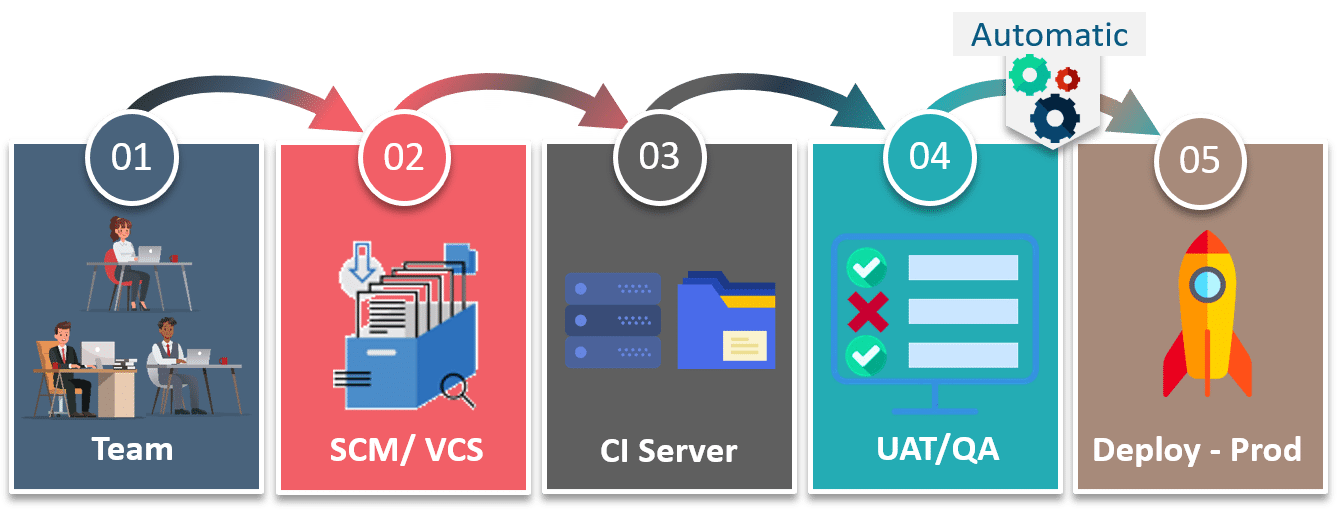 Automatic
01
02
03
04
05
Team
SCM/ VCS
CI Server
UAT/QA
Deploy - Prod